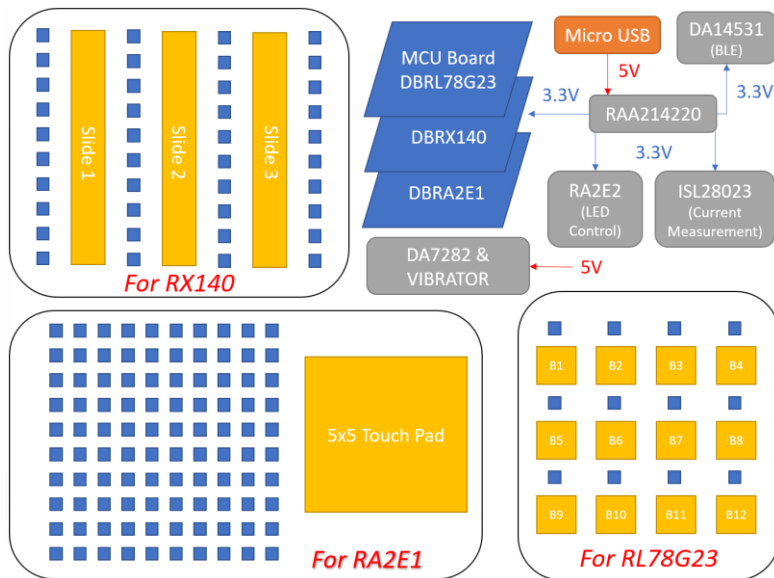 Slide 1
Slide 2
Slide 3
For RX140
MCU Board
DBRL78G23
DBRX140
DBRA2E1
Micro USB
DA14531
(BLE)
5V
3.3V
3.3V
RAA214220
3.3V
RA2E2
(LED
Control)
ISL28023
(Current
Measurement)
DA7282 &
VIBRATOR
5V
5x5 Touch Pad
For RA2E1
B1 B2 B3 B4
B5 B6 B7 B8
B9 B10 B11 B12
For RL78G23